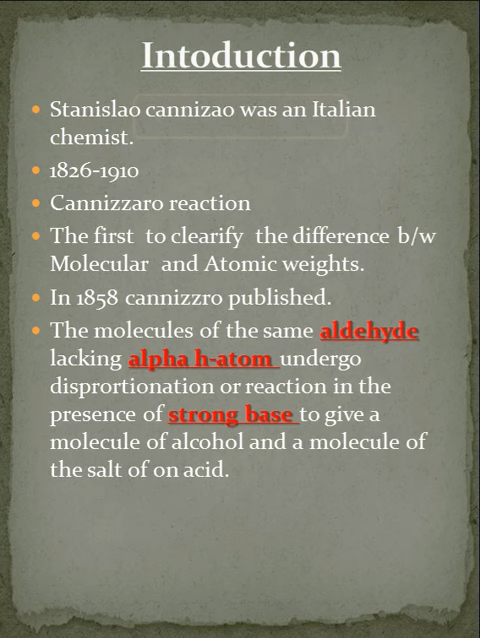 Intoduction
• Stanislao cannizao was an Italian
chemist.
• 1826-1910
• Cannizzaro reaction
• The first to clearify the difference b/w
Molecular and Atomic weights.
• In 1858 cannizzro published.
• The molecules of the same aldehyde
lacking alpha h-atom undergo
disprortionation or reaction in the
presence of strong base to give a
molecule of alcohol and a molecule of
the salt of on acid.